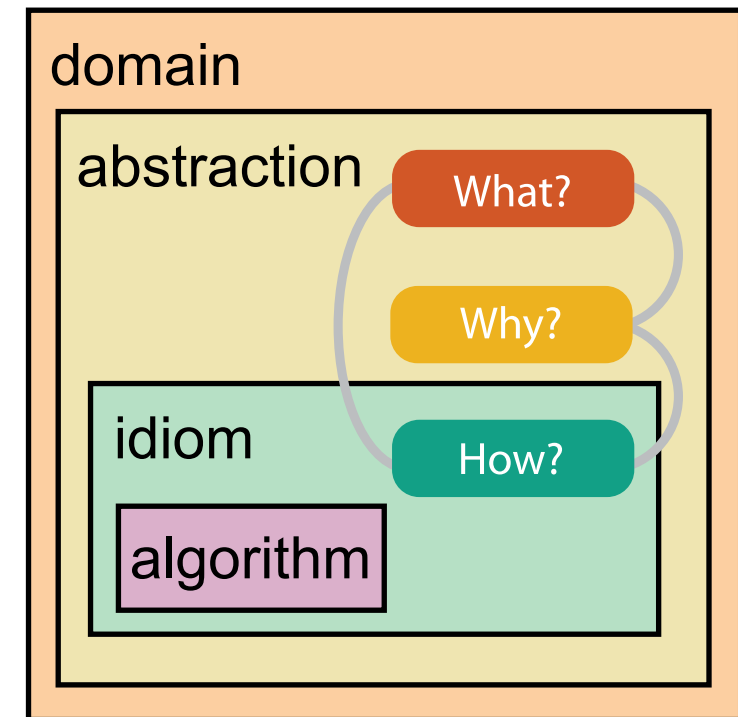 domain
abstraction
What?
Why?
idiom
How?
algorithm